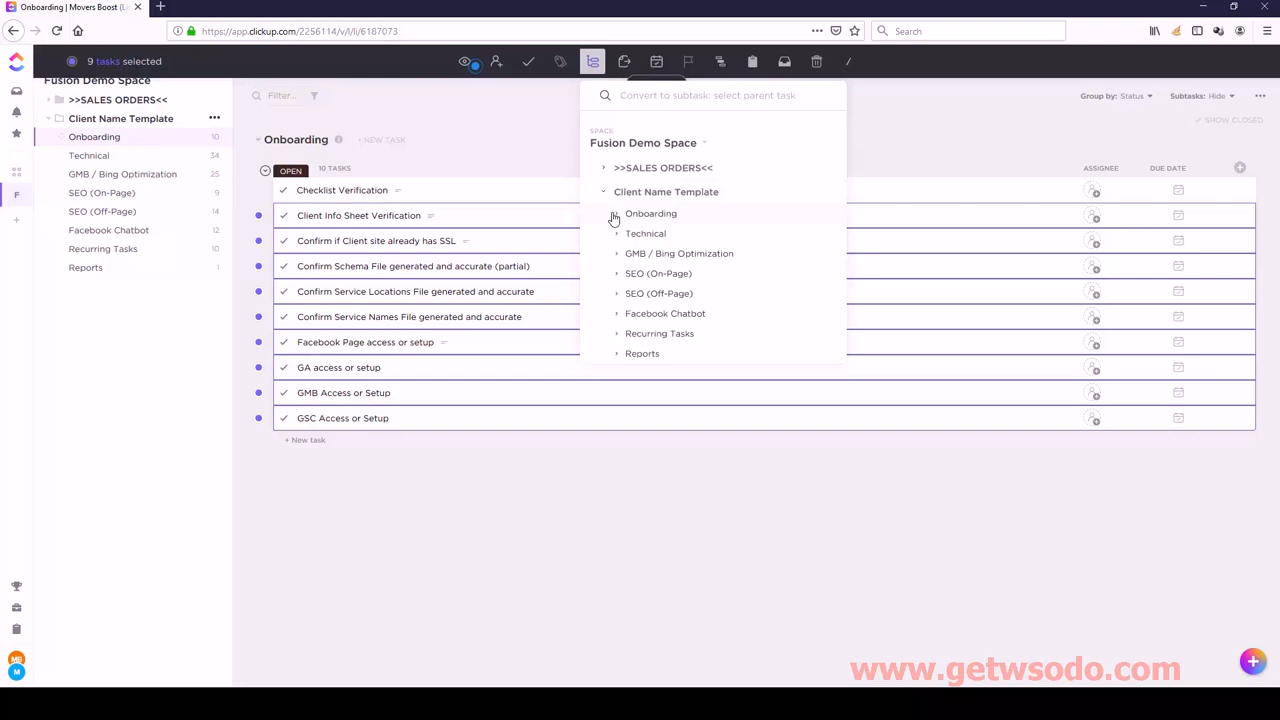 Onboarding | Movers Boost (Li
https://app.clickup.com/2256114/v/l/li/6187073
Search
9 tasks selected
Fusion Demo Space
>>SALES ORDERS<<
Client Name Template
Onboarding 10
Technical 34
GMB / Bing Optimization 25
SEO (On-Page) 9
SEO (Off-Page) 14
Facebook Chatbot 12
Recurring Tasks 10
Reports 1
F
MB
M
Filter...
Group by: Status
Subtasks: Hide
SHOW CLOSED
Onboarding
+ NEW TASK
OPEN 10 TASKS
ASSIGNEE
DUE DATE
Checklist Verification
Client Info Sheet Verification
Confirm if Client site already has SSL
Confirm Schema File generated and accurate (partial)
Confirm Service Locations File generated and accurate
Confirm Service Names File generated and accurate
Facebook Page access or setup
GA access or setup
GMB Access or Setup
GSC Access or Setup
+ New task
Convert to subtask: select parent task
SPACE
Fusion Demo Space
>>SALES ORDERS<<
Client Name Template
Onboarding
Technical
GMB / Bing Optimization
SEO (On-Page)
SEO (Off-Page)
Facebook Chatbot
Recurring Tasks
Reports
www.getwsodo.com